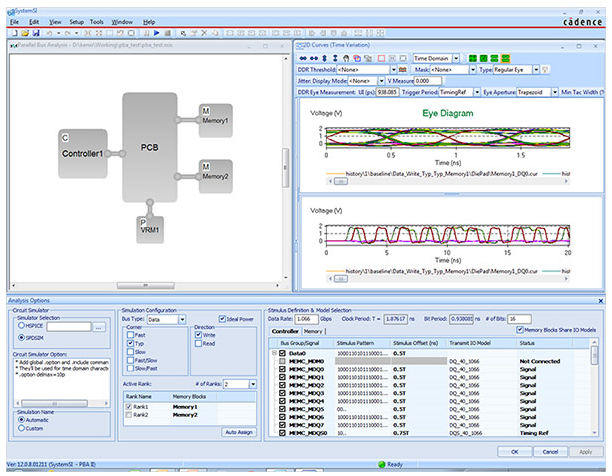 SystemSI
File Edit View Setup Tools Window Help
cādence
Parallel Bus Analysis - D:\
2D Curves (Time Variation)
Time Domain
DDR Threshold: <None> Mask: <None> Type: Regular Eye
Jitter: Display Mode: <None> V Measure 0.000
DDR Eye Measurement: UI (ps): 938.085 Trigger Period: TimingRef Eye Aperture: Trapezoid Min Tac Width (
Controller1
C
PCB
M
Memory1
M
Memory2
P
VRM1
Voltage (V)
Eye Diagram
2
1
0
Time (ns)
history\1\baseline\Data_Write_Typ_Typ_Memory1\DiePad\Memory1_DQ0.cur hist
Voltage (V)
2
1
0
0 5 10 15 20
Time (ns)
history\1\baseline\Data_Write_Typ_Typ_Memory1\DiePad\Memory1_DQ0.cur hist
Analysis Options
Circuit Simulator
Simulator Selection
HSPICE ...
SPDSIM
Circuit Simulator Option:
* Add global .option and .include comman
* They'll be used for time domain charact
* .option delmax=10p
Simulation Name
Automatic
Custom
Simulation Configuration
Bus Type: Data Ideal Power
Corner
Fast
Typ
Slow
Fast/Slow
Slow/Fast
Direction
Write
Read
Active Rank: # of Ranks: 2
Rank Name Memory Blocks
Rank1 Memory1
Rank2 Memory2
Auto Assign
Stimulus Definition & Model Selection
Data Rate: 1.066 Gbps Clock Period: T = 1.87617 ns Bit Period: 0.938085 ns # of Bits: 16
Controller Memory Memory Blocks Share IO Models
Bus Group/Signal Stimulus Pattern Stimulus Offset (ns) Transmit IO Model Status
Data0 1000110101110001... 0.5T
MEMC_MDM0 1000110101110001... DQ_40_1066 Not Connected
MEMC_MDQ0 1000110101110001... 0.5T DQ_40_1066 Signal
MEMC_MDQ1 1000110101110001... 0.5T DQ_40_1066 Signal
MEMC_MDQ2 1000110101110001... 0.5T DQ_40_1066 Signal
MEMC_MDQ3 1000110101110001... 0.5T DQ_40_1066 Signal
MEMC_MDQ4 1000110101110001... 0.5T DQ_40_1066 Signal
MEMC_MDQ5 00... 0.5T DQ_40_1066 Signal
MEMC_MDQ6 1000110101110001... 0.5T DQ_40_1066 Signal
MEMC_MDQ7 1000110101110001... 0.5T DQ_40_1066 Signal
MEMC_MDQS0 10... 0.75T DQS_40_1066 Timing Ref
OK Cancel Apply
Ver: 12.0.8.01211 (SystemSI - PBA II) Ready